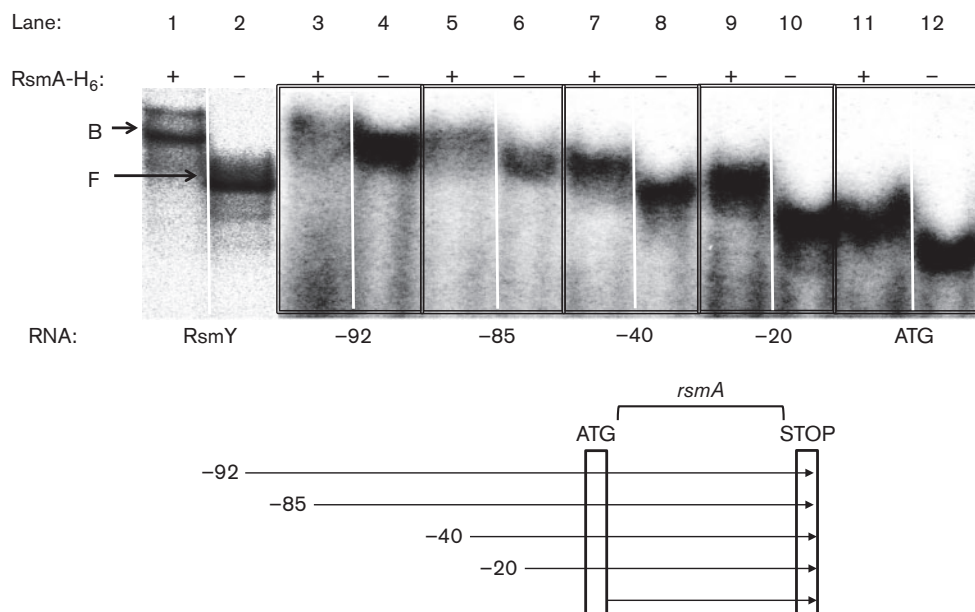 Lane: 1 2 3 4 5 6 7 8 9 10 11 12
RsmA-H₆: + − + − + − + − + − + −
B
F
RNA: RsmY −92 −85 −40 −20 ATG
rsmA
ATG STOP
−92
−85
−40
−20